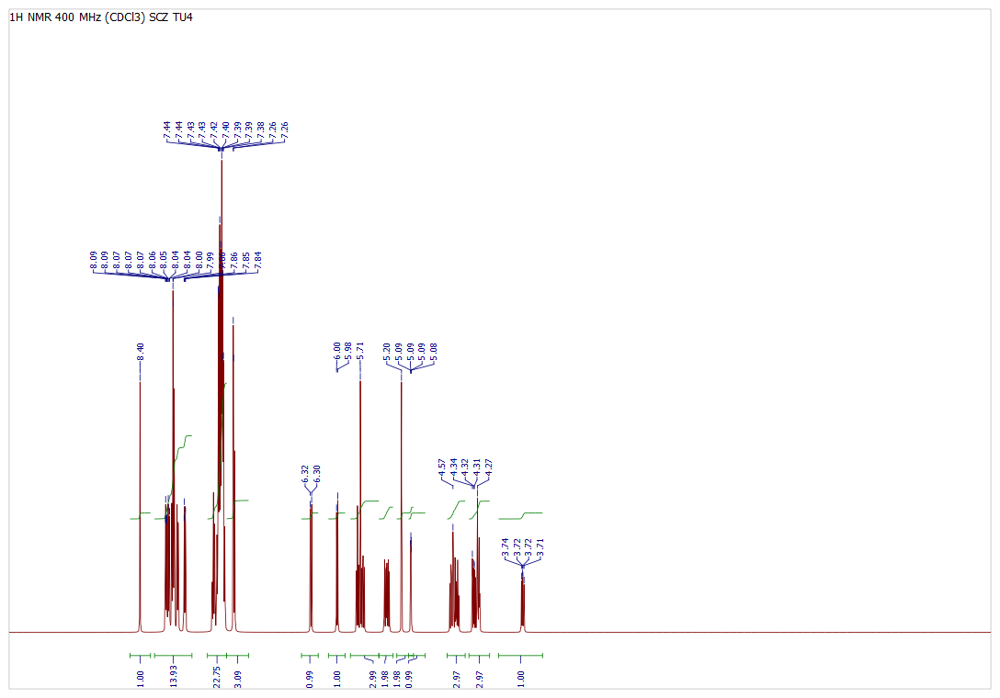 1H NMR 400 MHz (CDCl3) SCZ TU4
7.44 7.44 7.43 7.43 7.42 7.40 7.39 7.39 7.38 7.26 7.26
8.09 8.09 8.07 8.07 8.07 8.06 8.05 8.04 8.04 8.00 7.99 7.86 7.85 7.84
8.40 6.00 5.98 5.71 5.20 5.09 5.09 5.09 5.08
6.32 6.30 4.57 4.34 4.32 4.31 4.27
3.74 3.72 3.72 3.71
1.00 13.93 22.75 3.09 0.99 1.00 2.99 1.98 1.98 0.99 2.97 2.97 1.00